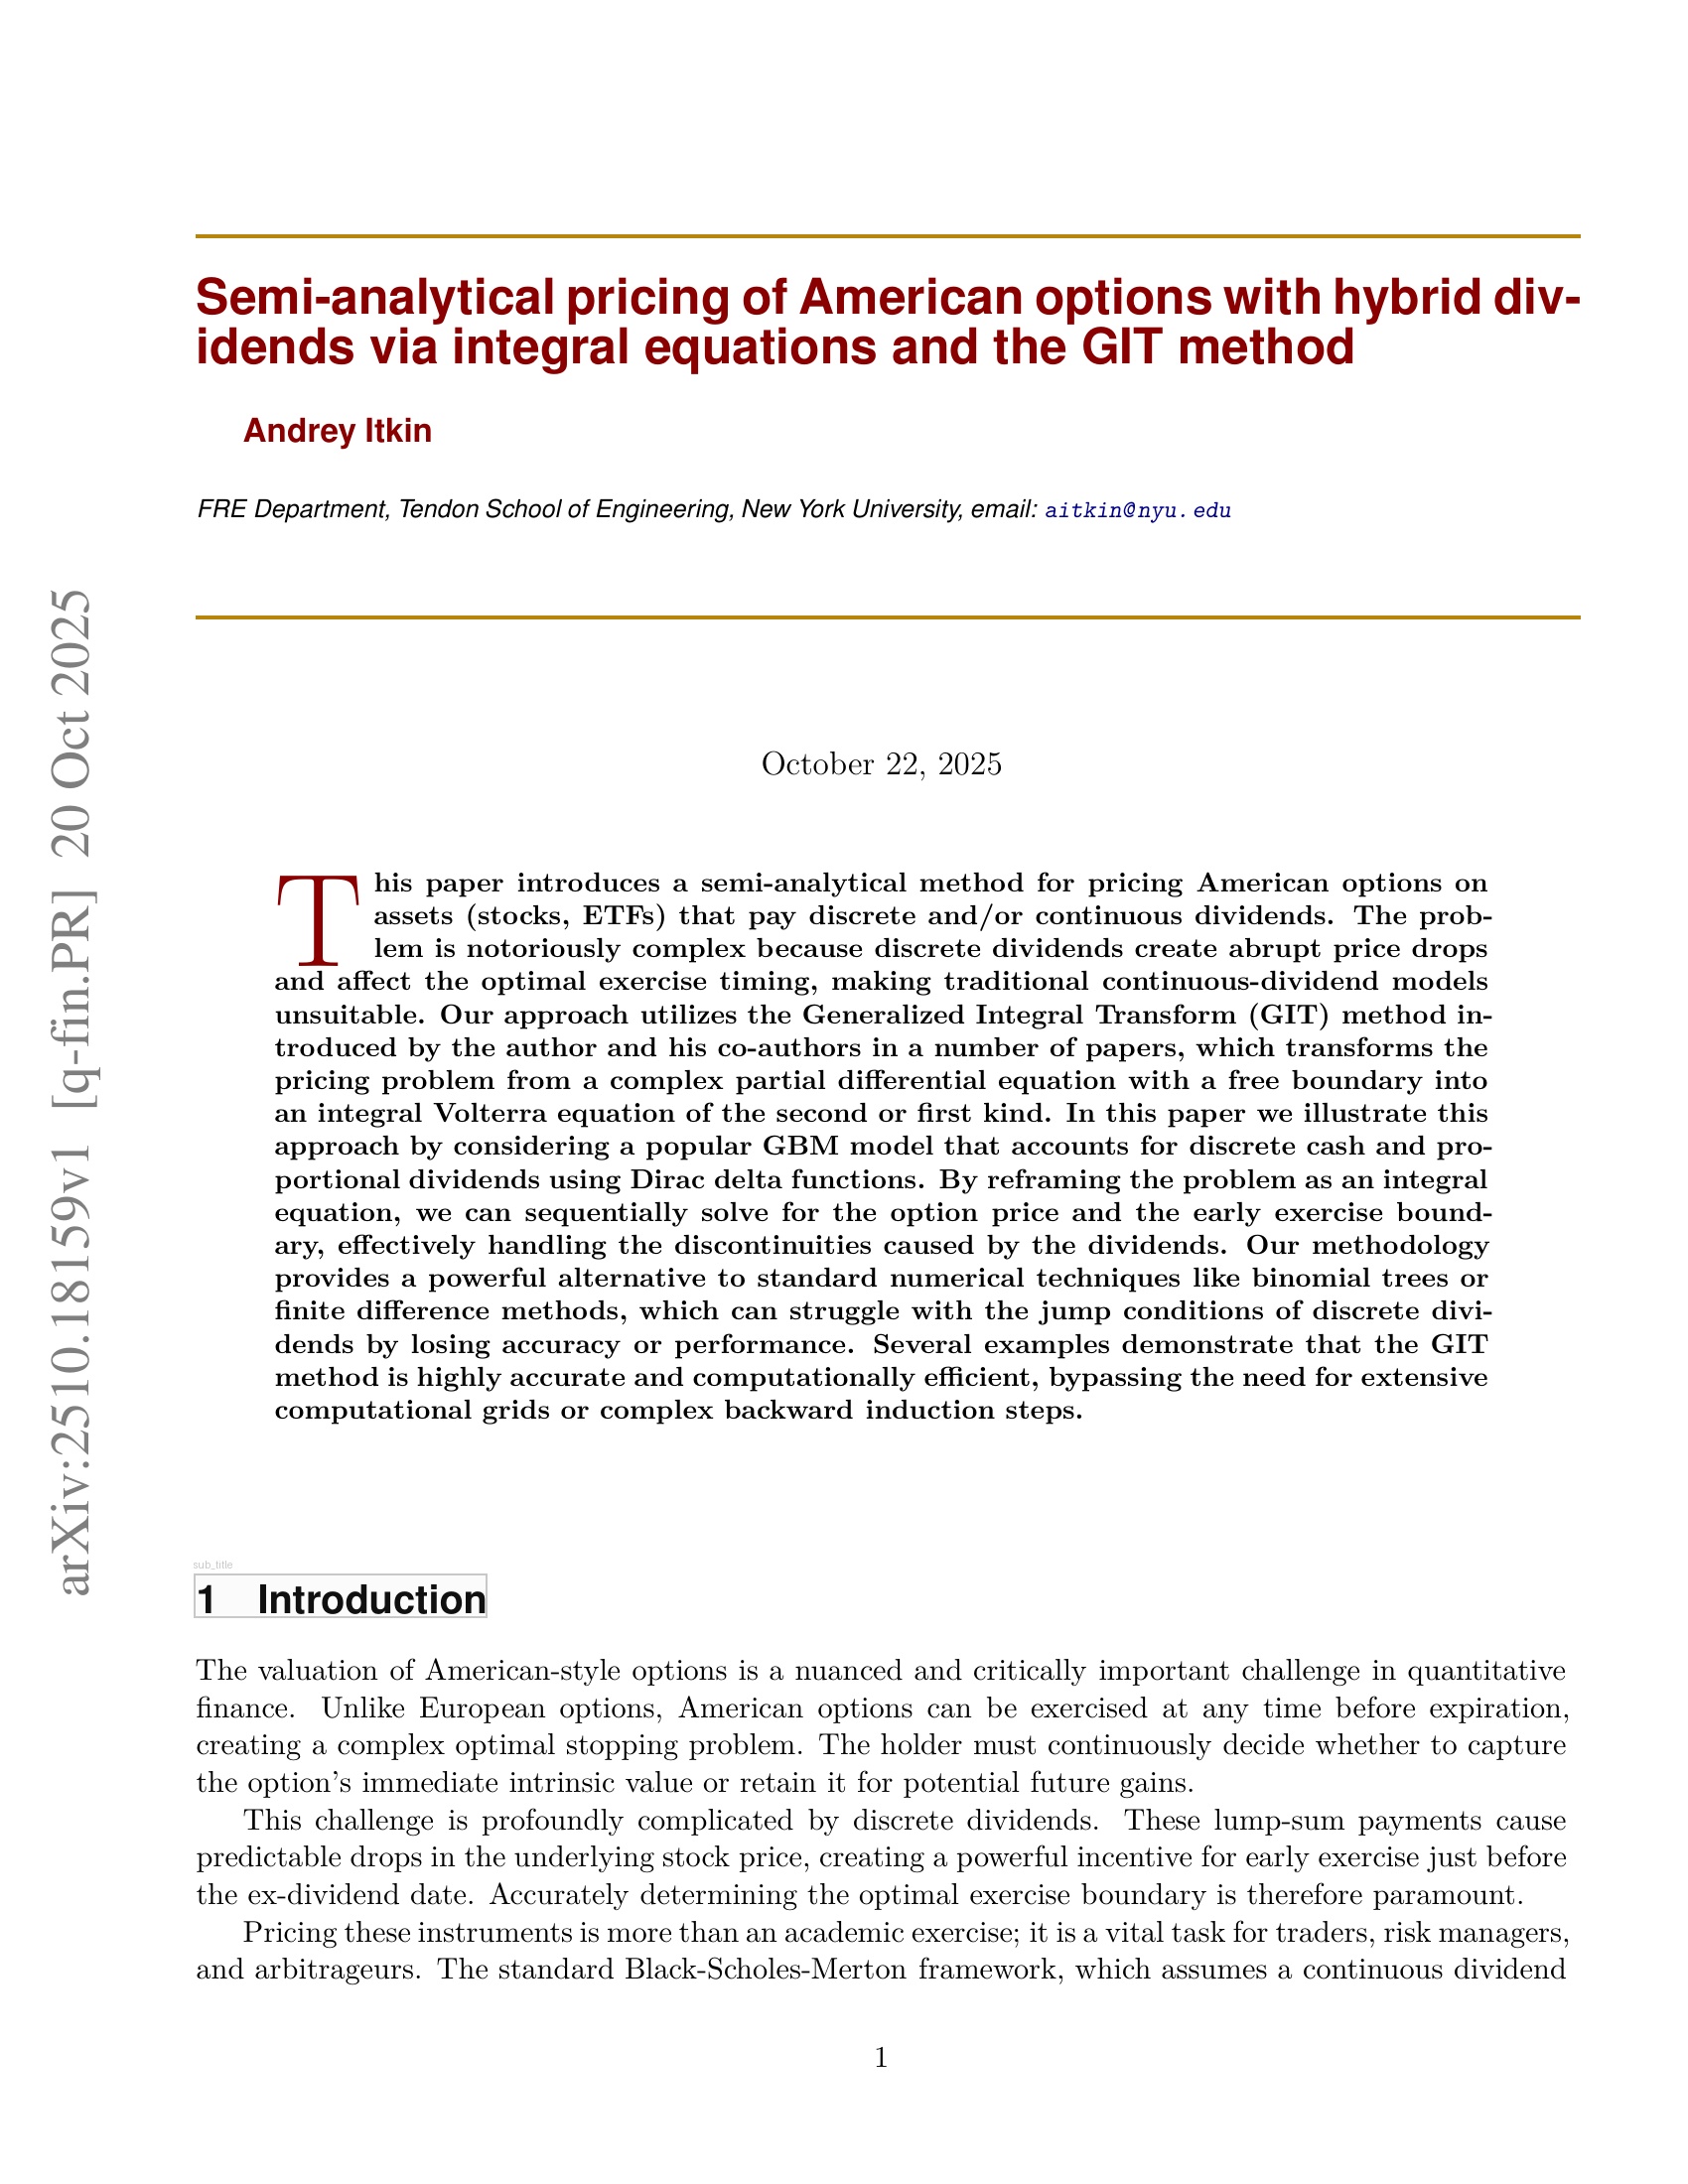 Semi-analytical pricing of American options with hybrid div-
idends via integral equations and the GIT method
Andrey Itkin
FRE Department, Tendon School of Engineering, New York University, email: aitkin@nyu.edu
arXiv:2510.18159v1 [q-fin.PR] 20 Oct 2025
October 22, 2025
This paper introduces a semi-analytical method for pricing American options on
assets (stocks, ETFs) that pay discrete and/or continuous dividends. The prob-
lem is notoriously complex because discrete dividends create abrupt price drops
and affect the optimal exercise timing, making traditional continuous-dividend models
unsuitable. Our approach utilizes the Generalized Integral Transform (GIT) method in-
troduced by the author and his co-authors in a number of papers, which transforms the
pricing problem from a complex partial differential equation with a free boundary into
an integral Volterra equation of the second or first kind. In this paper we illustrate this
approach by considering a popular GBM model that accounts for discrete cash and pro-
portional dividends using Dirac delta functions. By reframing the problem as an integral
equation, we can sequentially solve for the option price and the early exercise bound-
ary, effectively handling the discontinuities caused by the dividends. Our methodology
provides a powerful alternative to standard numerical techniques like binomial trees or
finite difference methods, which can struggle with the jump conditions of discrete divi-
dends by losing accuracy or performance. Several examples demonstrate that the GIT
method is highly accurate and computationally efficient, bypassing the need for extensive
computational grids or complex backward induction steps.
sub_title
1 Introduction
The valuation of American-style options is a nuanced and critically important challenge in quantitative
finance. Unlike European options, American options can be exercised at any time before expiration,
creating a complex optimal stopping problem. The holder must continuously decide whether to capture
the option's immediate intrinsic value or retain it for potential future gains.
This challenge is profoundly complicated by discrete dividends. These lump-sum payments cause
predictable drops in the underlying stock price, creating a powerful incentive for early exercise just before
the ex-dividend date. Accurately determining the optimal exercise boundary is therefore paramount.
Pricing these instruments is more than an academic exercise; it is a vital task for traders, risk managers,
and arbitrageurs. The standard Black-Scholes-Merton framework, which assumes a continuous dividend
1